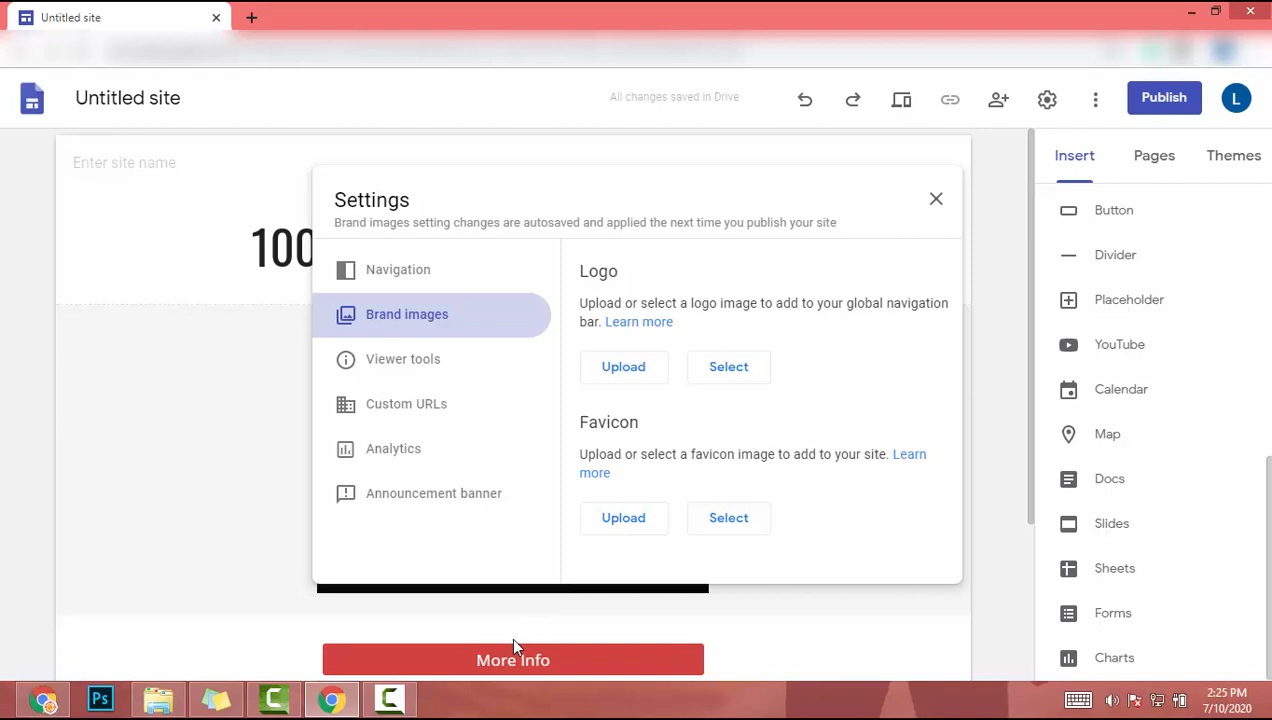 Untitled site
Untitled site
All changes saved in Drive
Publish
L
Enter site name
100
Settings
Brand images setting changes are autosaved and applied the next time you publish your site
Navigation
Brand images
Viewer tools
Custom URLs
Analytics
Announcement banner
Logo
Upload or select a logo image to add to your global navigation
bar. Learn more
Upload
Select
Favicon
Upload or select a favicon image to add to your site. Learn
more
Upload
Select
More Info
Insert
Pages
Themes
Button
Divider
Placeholder
YouTube
Calendar
Map
Docs
Slides
Sheets
Forms
Charts
Ps
C
C
2:25 PM
7/10/2020